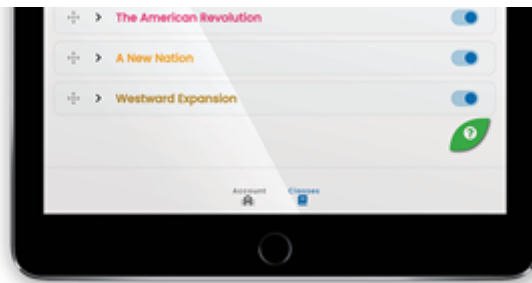 The American Revolution
A New Nation
Westward Expansion
?
Account Classes